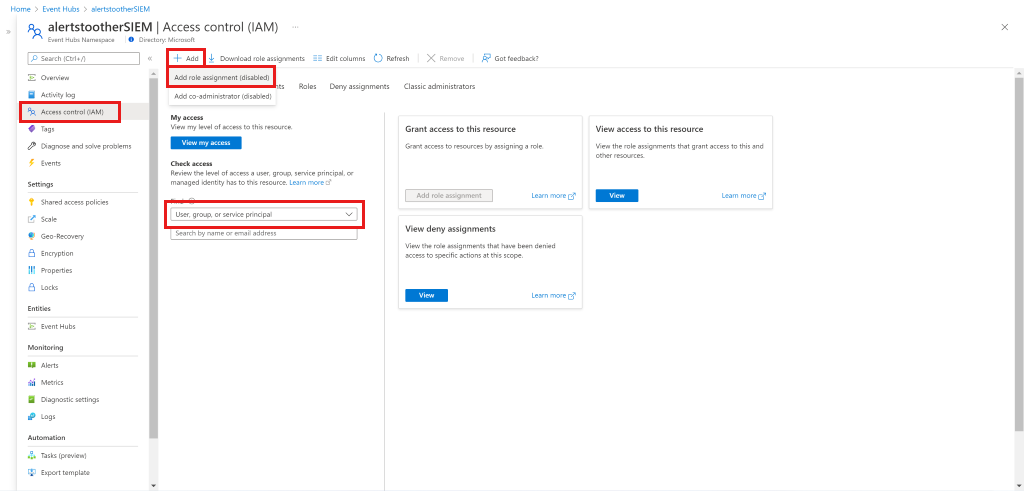 Home > Event Hubs > alertstootherSIEM
alertstootherSIEM | Access control (IAM) ...
Event Hubs Namespace | Directory: Microsoft
Search (Ctrl+/)
Overview
Activity log
Access control (IAM)
Tags
Diagnose and solve problems
Events
Settings
Shared access policies
Scale
Geo-Recovery
Encryption
Properties
Locks
Entities
Event Hubs
Monitoring
Alerts
Metrics
Diagnostic settings
Logs
Automation
Tasks (preview)
Export template
Add
Download role assignments
Edit columns
Refresh
Remove
Got feedback?
Add role assignment (disabled)
Add co-administrator (disabled)
Roles
Deny assignments
Classic administrators
My access
View my level of access to this resource.
View my access
Check access
Review the level of access a user, group, service principal, or
managed identity has to this resource. Learn more
User, group, or service principal
Search by name or email address
Grant access to this resource
Grant access to resources by assigning a role.
Add role assignment
Learn more
View access to this resource
View the role assignments that grant access to this and
other resources.
View
Learn more
View deny assignments
View the role assignments that have been denied
access to specific actions at this scope.
View
Learn more